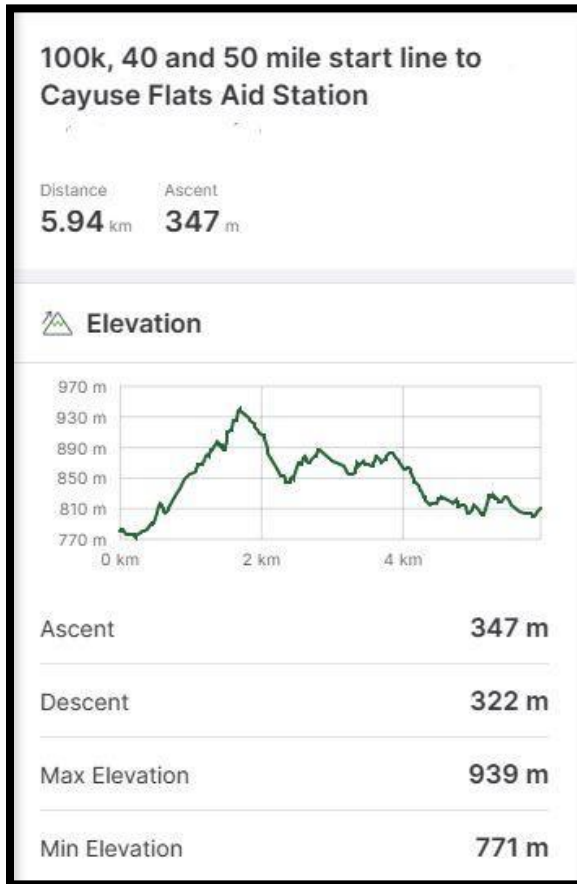 100k, 40 and 50 mile start line to
Cayuse Flats Aid Station
Distance Ascent
5.94 km 347 m
Elevation
970 m
930 m
890 m
850 m
810 m
770 m
0 km 2 km 4 km
Ascent 347 m
Descent 322 m
Max Elevation 939 m
Min Elevation 771 m